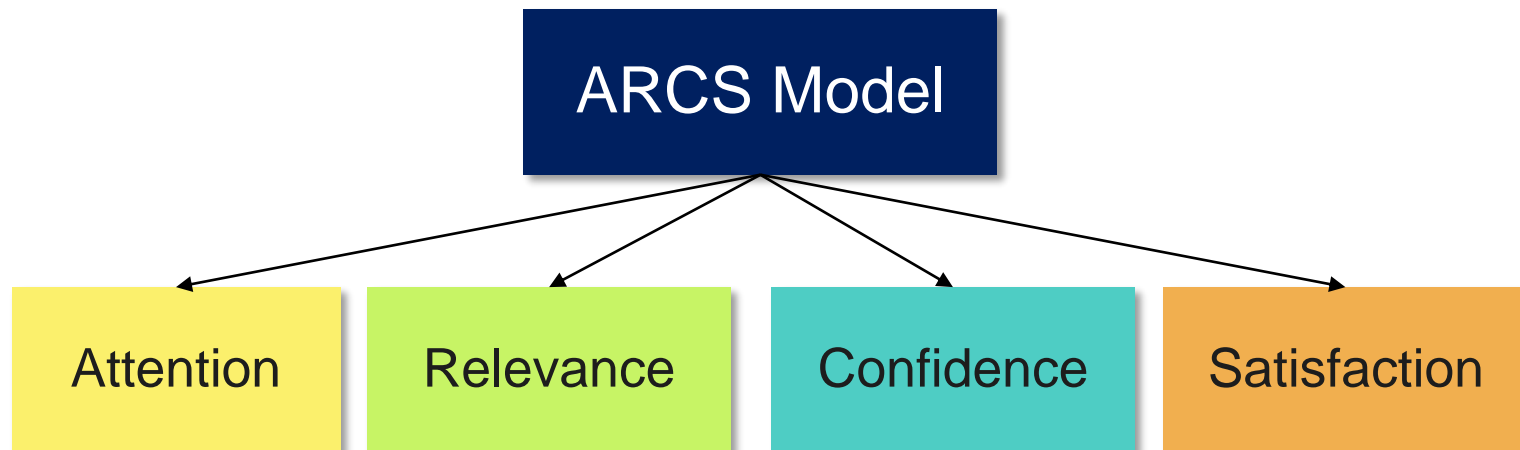 ARCS Model
Attention
Relevance
Confidence
Satisfaction